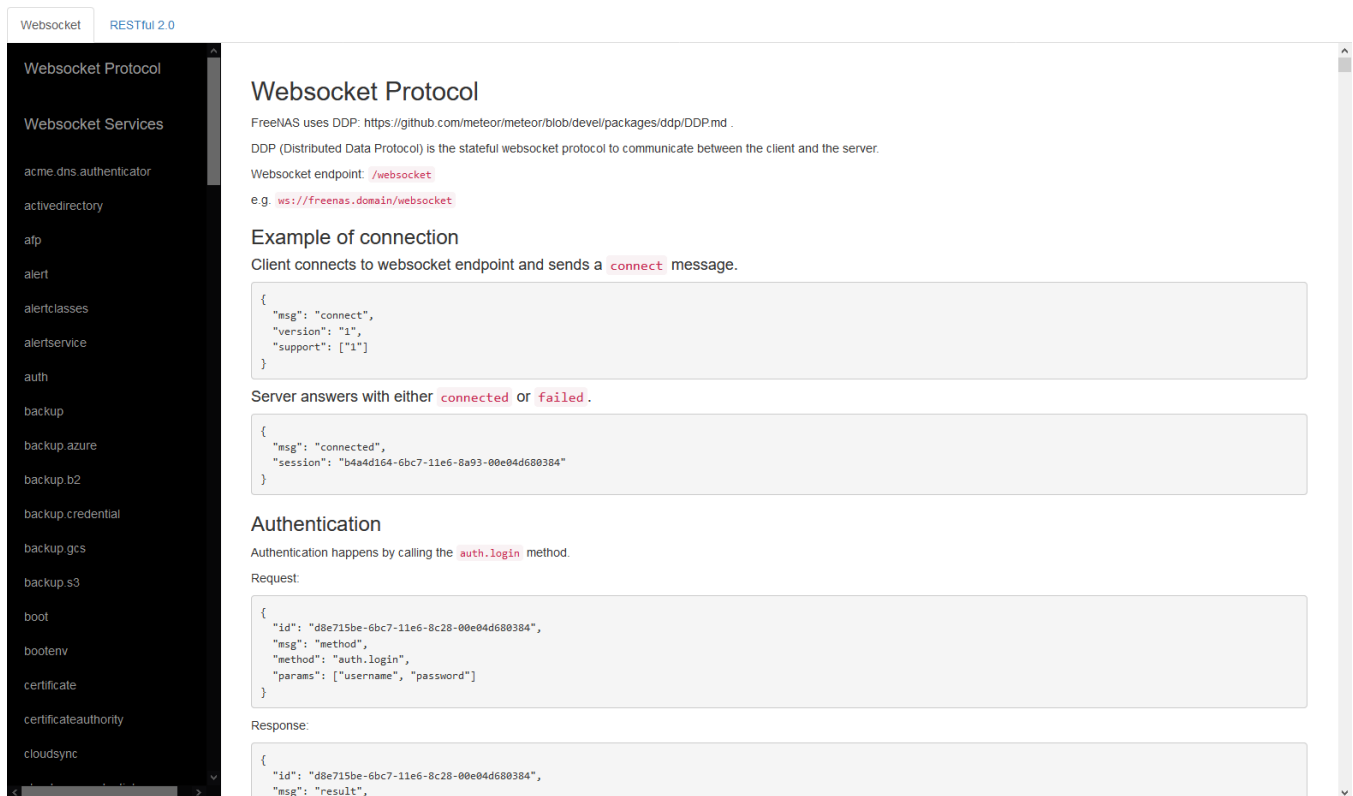 Websocket
RESTful 2.0
Websocket Protocol
Websocket Services
acme.dns.authenticator
activedirectory
afp
alert
alertclasses
alertservice
auth
backup
backup.azure
backup.b2
backup.credential
backup.gcs
backup.s3
boot
bootenv
certificate
certificateauthority
cloudsync
Websocket Protocol
FreeNAS uses DDP: https://github.com/meteor/meteor/blob/devel/packages/ddp/DDP.md .
DDP (Distributed Data Protocol) is the stateful websocket protocol to communicate between the client and the server.
Websocket endpoint: /websocket
e.g. ws://freenas.domain/websocket
Example of connection
Client connects to websocket endpoint and sends a connect message.
{
  "msg": "connect",
  "version": "1",
  "support": ["1"]
}
Server answers with either connected or failed .
{
  "msg": "connected",
  "session": "b4a4d164-6bc7-11e6-8a93-00e04d680384"
}
Authentication
Authentication happens by calling the auth.login method.
Request:
{
  "id": "d8e715be-6bc7-11e6-8c28-00e04d680384",
  "msg": "method",
  "method": "auth.login",
  "params": ["username", "password"]
}
Response:
{
  "id": "d8e715be-6bc7-11e6-8c28-00e04d680384",
  "msg": "result",